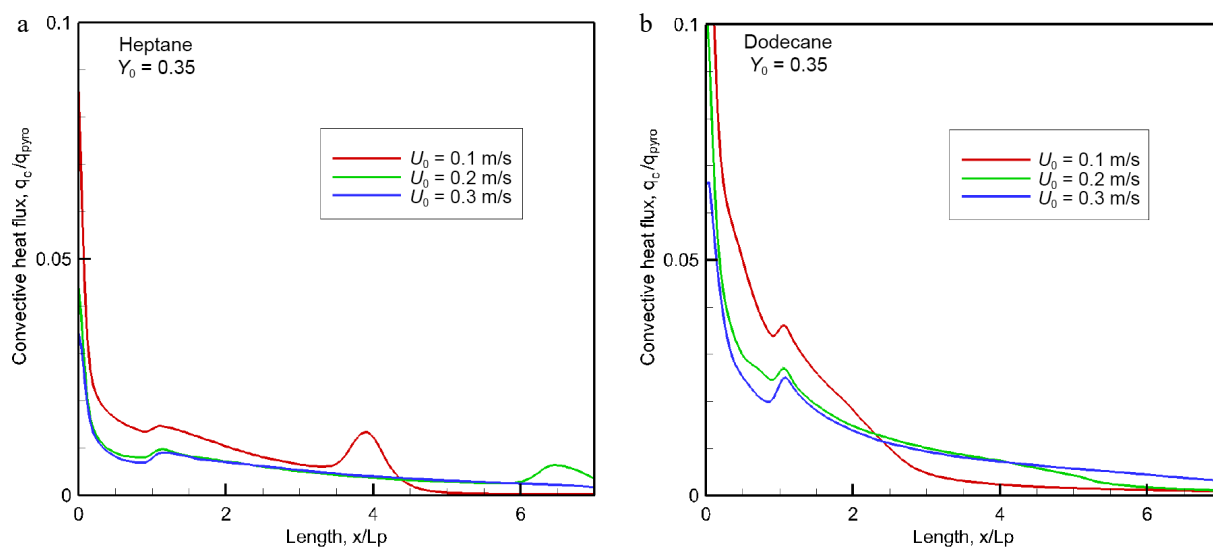 a
0.1
Heptane
Y0 = 0.35
U0 = 0.1 m/s
U0 = 0.2 m/s
U0 = 0.3 m/s
0.05
0
Convective heat flux, qc/qpyro
0 2 4 6
Length, x/Lp
b
0.1
Dodecane
Y0 = 0.35
U0 = 0.1 m/s
U0 = 0.2 m/s
U0 = 0.3 m/s
0.05
0
Convective heat flux, qc/qpyro
0 2 4 6
Length, x/Lp